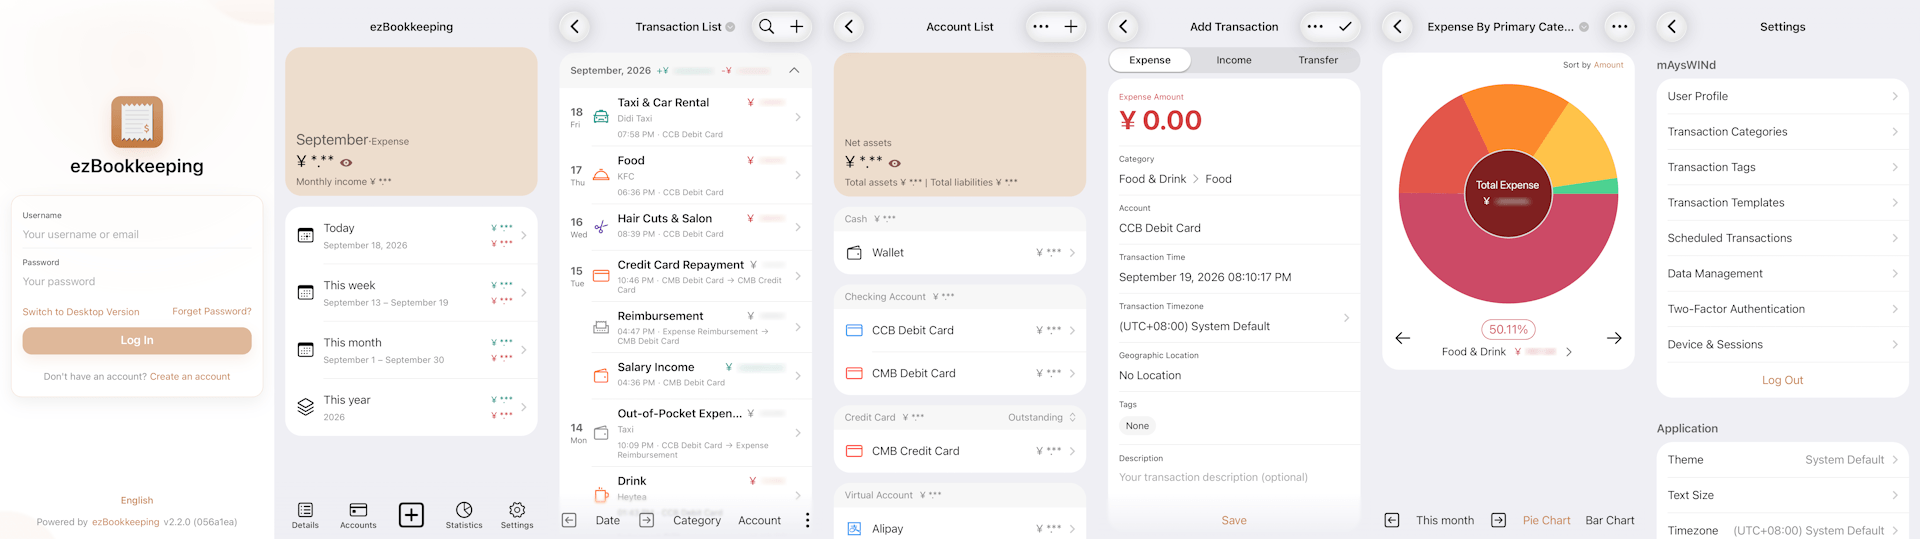 ezBookkeeping
Username
Your username or email
Password
Your password
Switch to Desktop Version Forget Password?
Log In
Don't have an account? Create an account
English
Powered by ezBookkeeping v2.2.0 (056a1ea)
ezBookkeeping
September·Expense
¥ *.**
Monthly income ¥ *.**
Today
September 18, 2026
¥ *.**
¥ *.**
This week
September 13 – September 19
¥ *.**
¥ *.**
This month
September 1 – September 30
¥ *.**
¥ *.**
This year
2026
¥ *.**
¥ *.**
Details Accounts Statistics Settings
Transaction List
September, 2026 +¥ -¥
18
Fri
Taxi & Car Rental ¥
Didi Taxi
07:58 PM · CCB Debit Card
17
Thu
Food ¥
KFC
06:36 PM · CCB Debit Card
16
Wed
Hair Cuts & Salon ¥
08:39 PM · CCB Debit Card
15
Tue
Credit Card Repayment ¥
10:46 PM · CMB Debit Card → CMB Credit
Card
Reimbursement ¥
04:47 PM · Expense Reimbursement →
CMB Debit Card
Salary Income ¥
04:36 PM · CMB Debit Card
14
Mon
Out-of-Pocket Expen... ¥
Taxi
10:09 PM · CCB Debit Card → Expense
Reimbursement
Drink ¥
Heytea
Date Category Account
Account List
Net assets
¥ *.**
Total assets ¥ *.** | Total liabilities ¥ *.**
Cash ¥ *.**
Wallet ¥ *.**
Checking Account ¥ *.**
CCB Debit Card ¥ *.**
CMB Debit Card ¥ *.**
Credit Card ¥ *.** Outstanding
CMB Credit Card ¥ *.**
Virtual Account ¥ *.**
Alipay ¥ *.**
Add Transaction
Expense Income Transfer
Expense Amount
¥ 0.00
Category
Food & Drink > Food
Account
CCB Debit Card
Transaction Time
September 19, 2026 08:10:17 PM
Transaction Timezone
(UTC+08:00) System Default
Geographic Location
No Location
Tags
None
Description
Your transaction description (optional)
Save
Expense By Primary Cate...
Sort by Amount
Total Expense
¥
50.11%
Food & Drink ¥
This month Pie Chart Bar Chart
Settings
mAysWINd
User Profile
Transaction Categories
Transaction Tags
Transaction Templates
Scheduled Transactions
Data Management
Two-Factor Authentication
Device & Sessions
Log Out
Application
Theme System Default
Text Size
Timezone (UTC+08:00) System Default